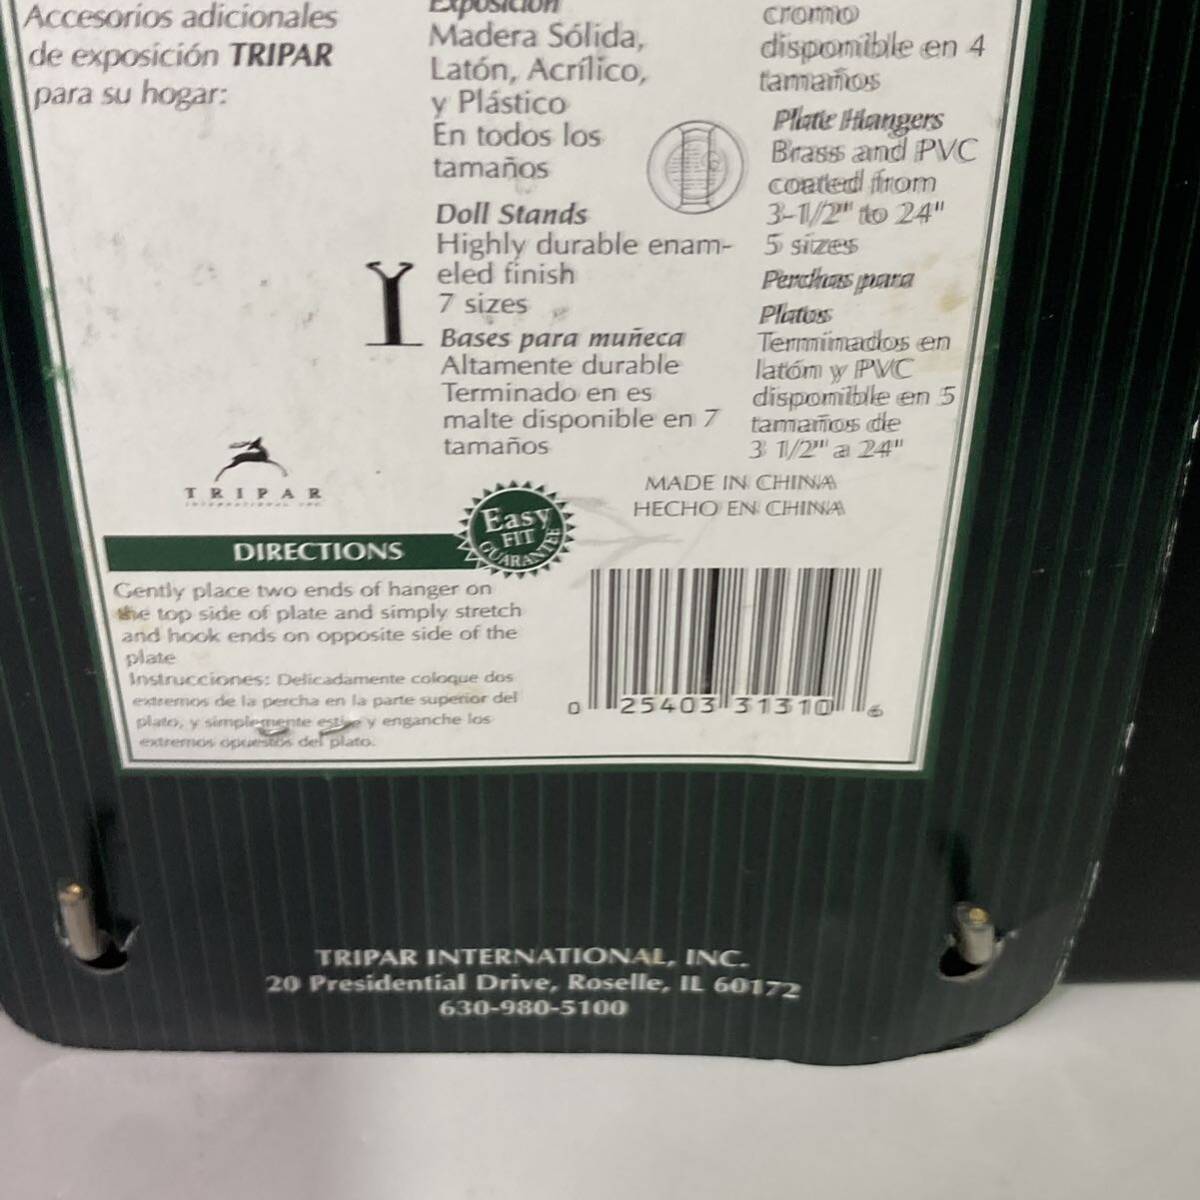 Accesorios adicionales
de exposición TRIPAR
para su hogar:
Exposición
Madera Sólida,
Latón, Acrílico,
y Plástico
En todos los
tamaños
Doll Stands
Highly durable enam-
eled finish
7 sizes
Bases para muñeca
Altamente durable
Terminado en es
malte disponible en 7
tamaños
cromo
disponible en 4
tamaños
Plate Hangers
Brass and PVC
coated from
3-1/2" to 24"
5 sizes
Perchas para
Platos
Terminados en
latón y PVC
disponible en 5
tamaños de
3 1/2" a 24"
MADE IN CHINA
HECHO EN CHINA
TRIPAR
INTERNATIONAL INC.
Easy
FIT
GUARANTEE
DIRECTIONS
Gently place two ends of hanger on
the top side of plate and simply stretch
and hook ends on opposite side of the
plate
Instrucciones: Delicadamente coloque dos
extremos de la percha en la parte superior del
plato, y simplemente y enganche los
extremos opuestos del plato.
0 25403 31310 6
TRIPAR INTERNATIONAL, INC.
20 Presidential Drive, Roselle, IL 60172
630-980-5100